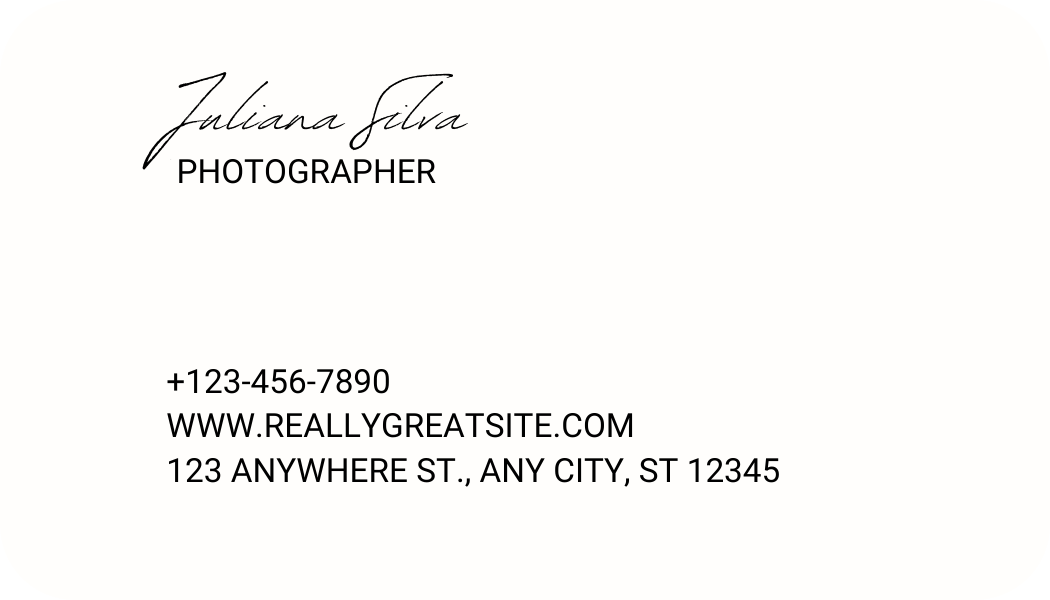 Juliana Silva
PHOTOGRAPHER
+123-456-7890
WWW.REALLYGREATSITE.COM
123 ANYWHERE ST., ANY CITY, ST 12345